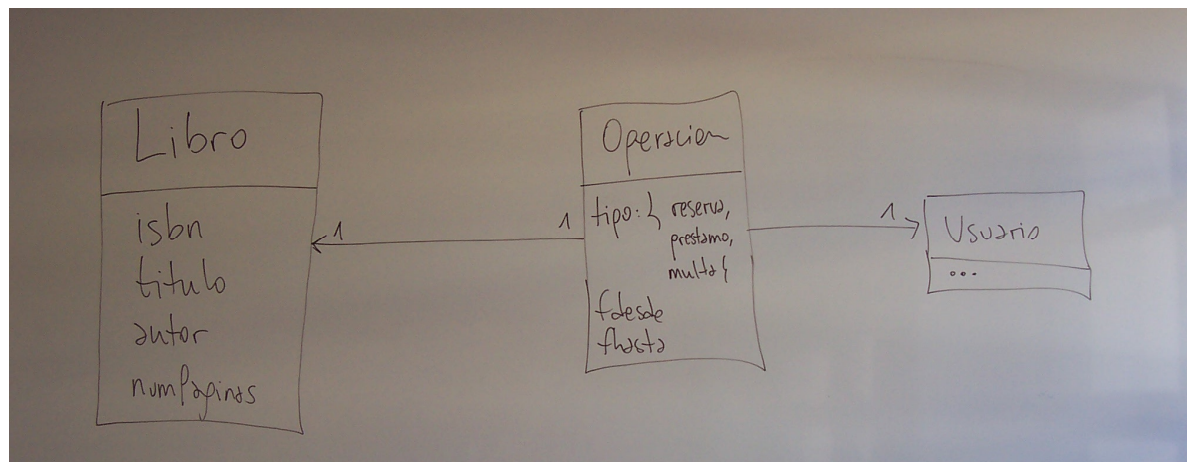 Libro
isbn
titulo
autor
numPaginas
1
1
Operacion
tipo: { reserva,
prestamo,
multa {
fdesde
fhasta
1
Usuario
...